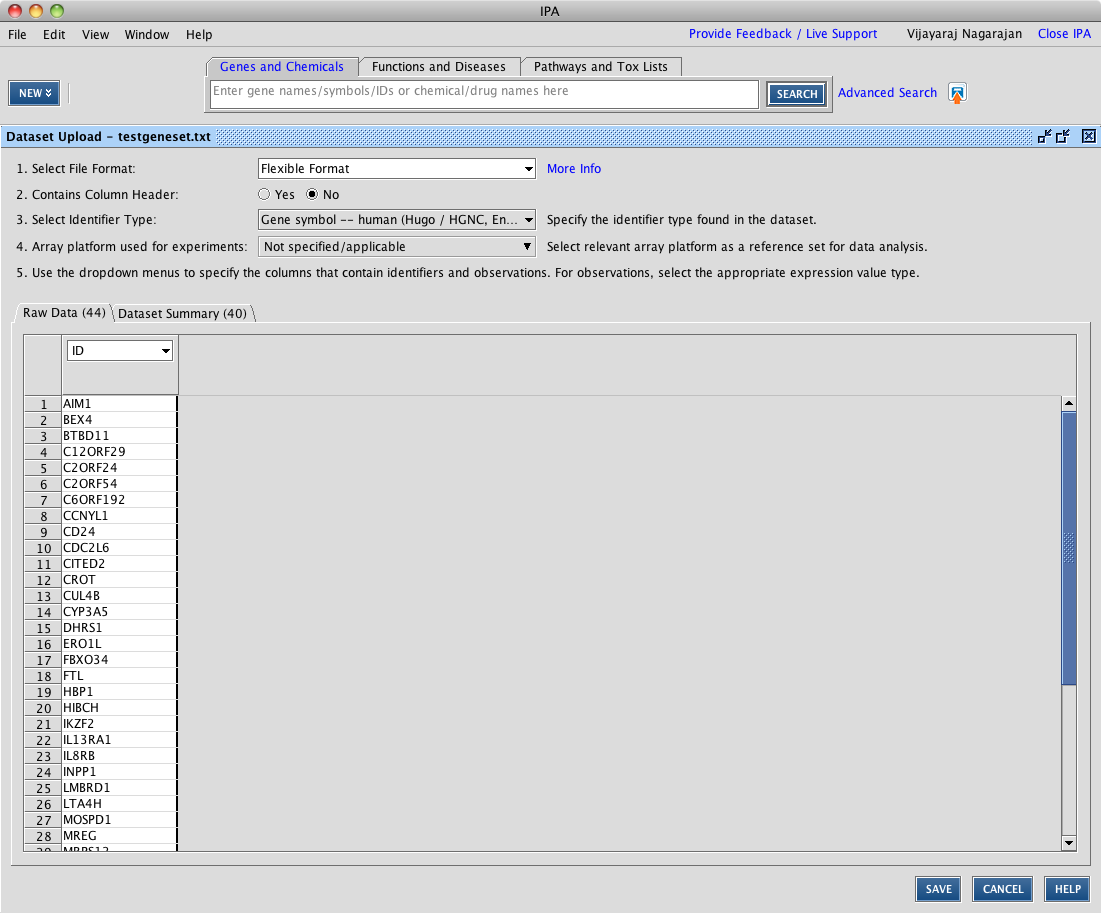 IPA
File Edit View Window Help Provide Feedback / Live Support Vijayaraj Nagarajan Close IPA
Genes and Chemicals Functions and Diseases Pathways and Tox Lists
NEW Enter gene names/symbols/IDs or chemical/drug names here SEARCH Advanced Search
Dataset Upload - testgeneset.txt
1. Select File Format: Flexible Format More Info
2. Contains Column Header: Yes No
3. Select Identifier Type: Gene symbol -- human (Hugo / HGNC, En... Specify the identifier type found in the dataset.
4. Array platform used for experiments: Not specified/applicable Select relevant array platform as a reference set for data analysis.
5. Use the dropdown menus to specify the columns that contain identifiers and observations. For observations, select the appropriate expression value type.
Raw Data (44) Dataset Summary (40)
ID
1 AIM1
2 BEX4
3 BTBD11
4 C12ORF29
5 C2ORF24
6 C2ORF54
7 C6ORF192
8 CCNYL1
9 CD24
10 CDC2L6
11 CITED2
12 CROT
13 CUL4B
14 CYP3A5
15 DHRS1
16 ERO1L
17 FBXO34
18 FTL
19 HBP1
20 HIBCH
21 IKZF2
22 IL13RA1
23 IL8RB
24 INPP1
25 LMBRD1
26 LTA4H
27 MOSPD1
28 MREG
SAVE CANCEL HELP